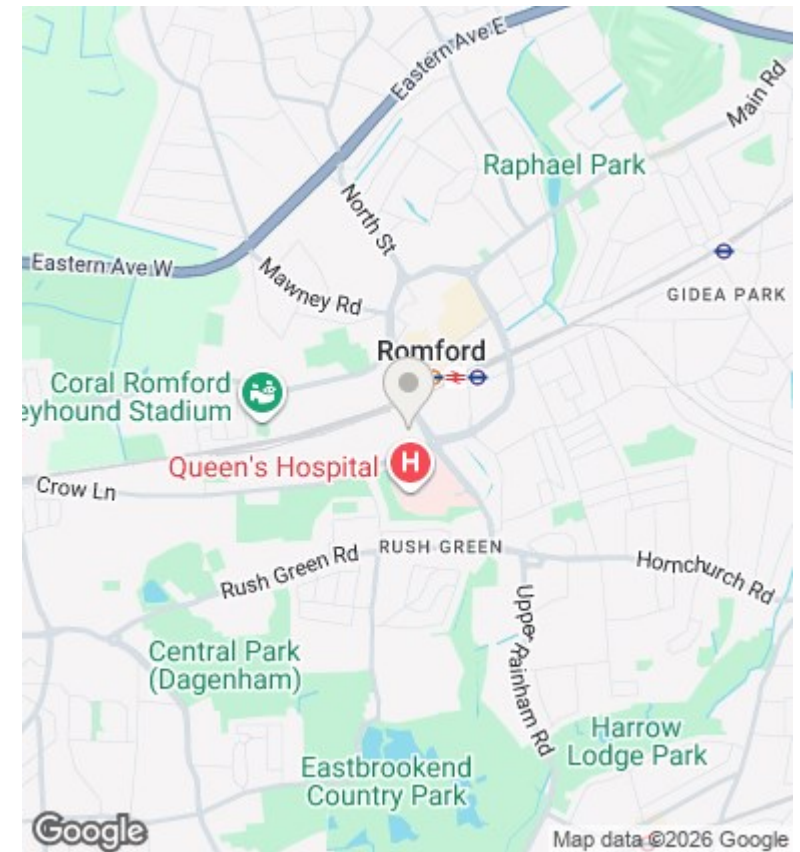 Eastern Ave E
Main Rd
Raphael Park
North St
Eastern Ave W
Mawney Rd
GIDEA PARK
Romford
Coral Romford
eyhound Stadium
Queen's Hospital
H
Crow Ln
RUSH GREEN
Rush Green Rd
Hornchurch Rd
Upper Rainham Rd
Central Park
(Dagenham)
Harrow
Lodge Park
Eastbrookend
Country Park
Google
Map data ©2026 Google